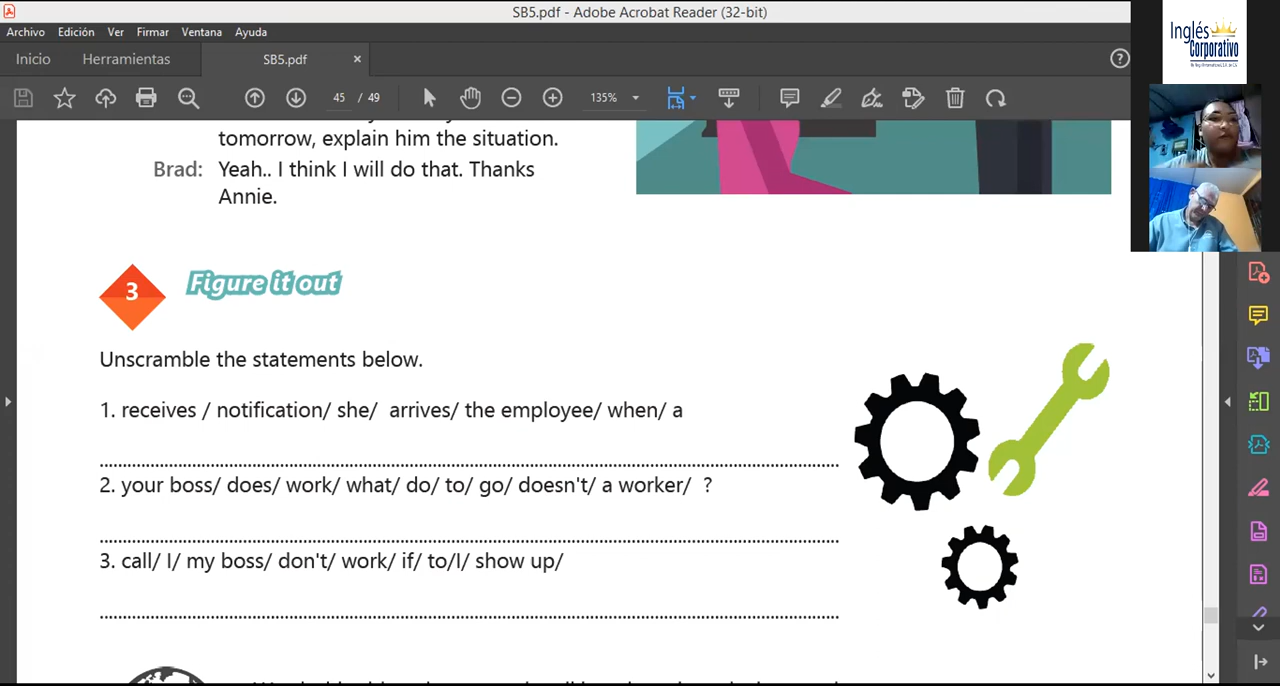 SB5.pdf - Adobe Acrobat Reader (32-bit)
Archivo Edición Ver Firmar Ventana Ayuda
Inicio Herramientas SB5.pdf ×
45 / 49 135%
Inglés
Corporativo
tomorrow, explain him the situation.
Brad: Yeah.. I think I will do that. Thanks
Annie.
3 Figure it out
Unscramble the statements below.
1. receives / notification/ she/ arrives/ the employee/ when/ a
2. your boss/ does/ work/ what/ do/ to/ go/ doesn't/ a worker/ ?
3. call/ I/ my boss/ don't/ work/ if/ to/I/ show up/